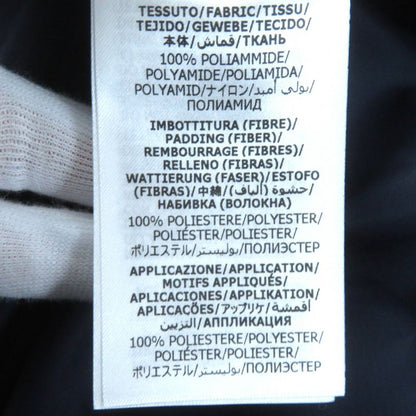 TESSUTO/FABRIC/TISSU/
TEJIDO/GEWEBE/TECIDO/
本体/قماش/ТКАНЬ
100% POLIAMMIDE/
POLYAMIDE/POLIAMIDA/
POLYAMID/ナイロン/بولي أميد/
ПОЛИАМИД
IMBOTTITURA (FIBRE)/
PADDING (FIBER)/
REMBOURRAGE (FIBRES)/
RELLENO (FIBRAS)/
WATTIERUNG (FASER)/ESTOFO
(FIBRAS)/中綿/حشوة (ألياف)/
НАБИВКА (ВОЛОКНА)
100% POLIESTERE/POLYESTER/
POLIÉSTER/POLIESTER/
ポリエステル/بوليستر/ПОЛИЭСТЕР
APPLICAZIONE/APPLICATION/
MOTIFS APPLIQUÉS/
APLICACIONES/APPLIKATION/
APLICAÇÕES/アップリケ/أقمشة
التزيين/АППЛИКАЦИЯ
100% POLIESTERE/POLYESTER/
POLIÉSTER/POLYESTER/
ポリエステル/بوليستر/ПОЛИЭСТЕР